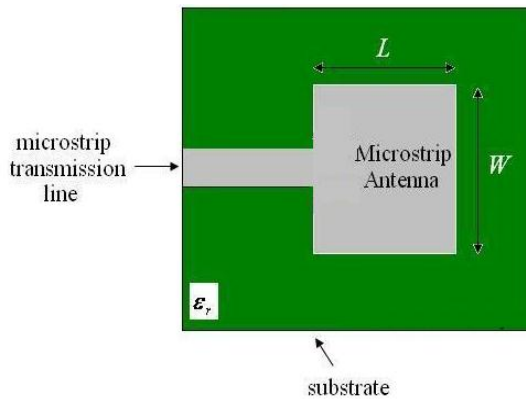 L
microstrip
transmission
line
Microstrip
Antenna
W
εᵣ
substrate